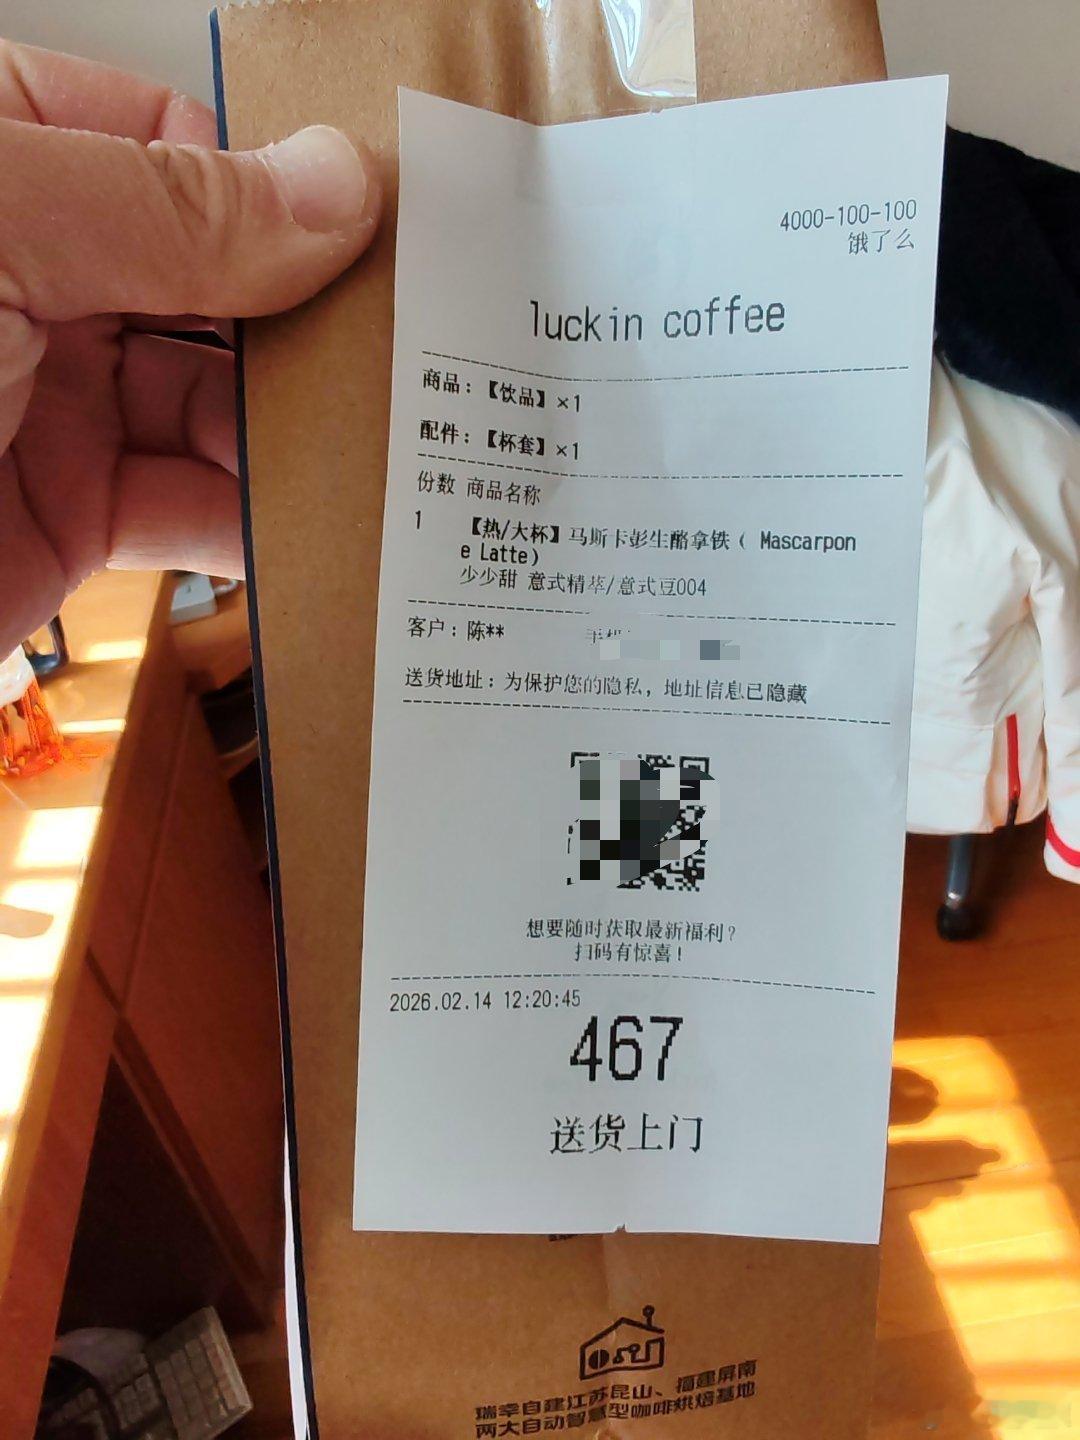 4000-100-100
饿了么
luckin coffee
商品：【饮品】×1
配件：【杯套】×1
份数 商品名称
1 【热/大杯】马斯卡彭生酪拿铁（ Mascarpon
e Latte)
少少甜 意式精萃/意式豆004
客户：陈**
送货地址：为保护您的隐私，地址信息已隐藏
想要随时获取最新福利？
扫码有惊喜！
2026.02.14 12:20:45
467
送货上门
瑞幸自建江苏昆山、福建屏南
两大自动智慧型咖啡烘焙基地